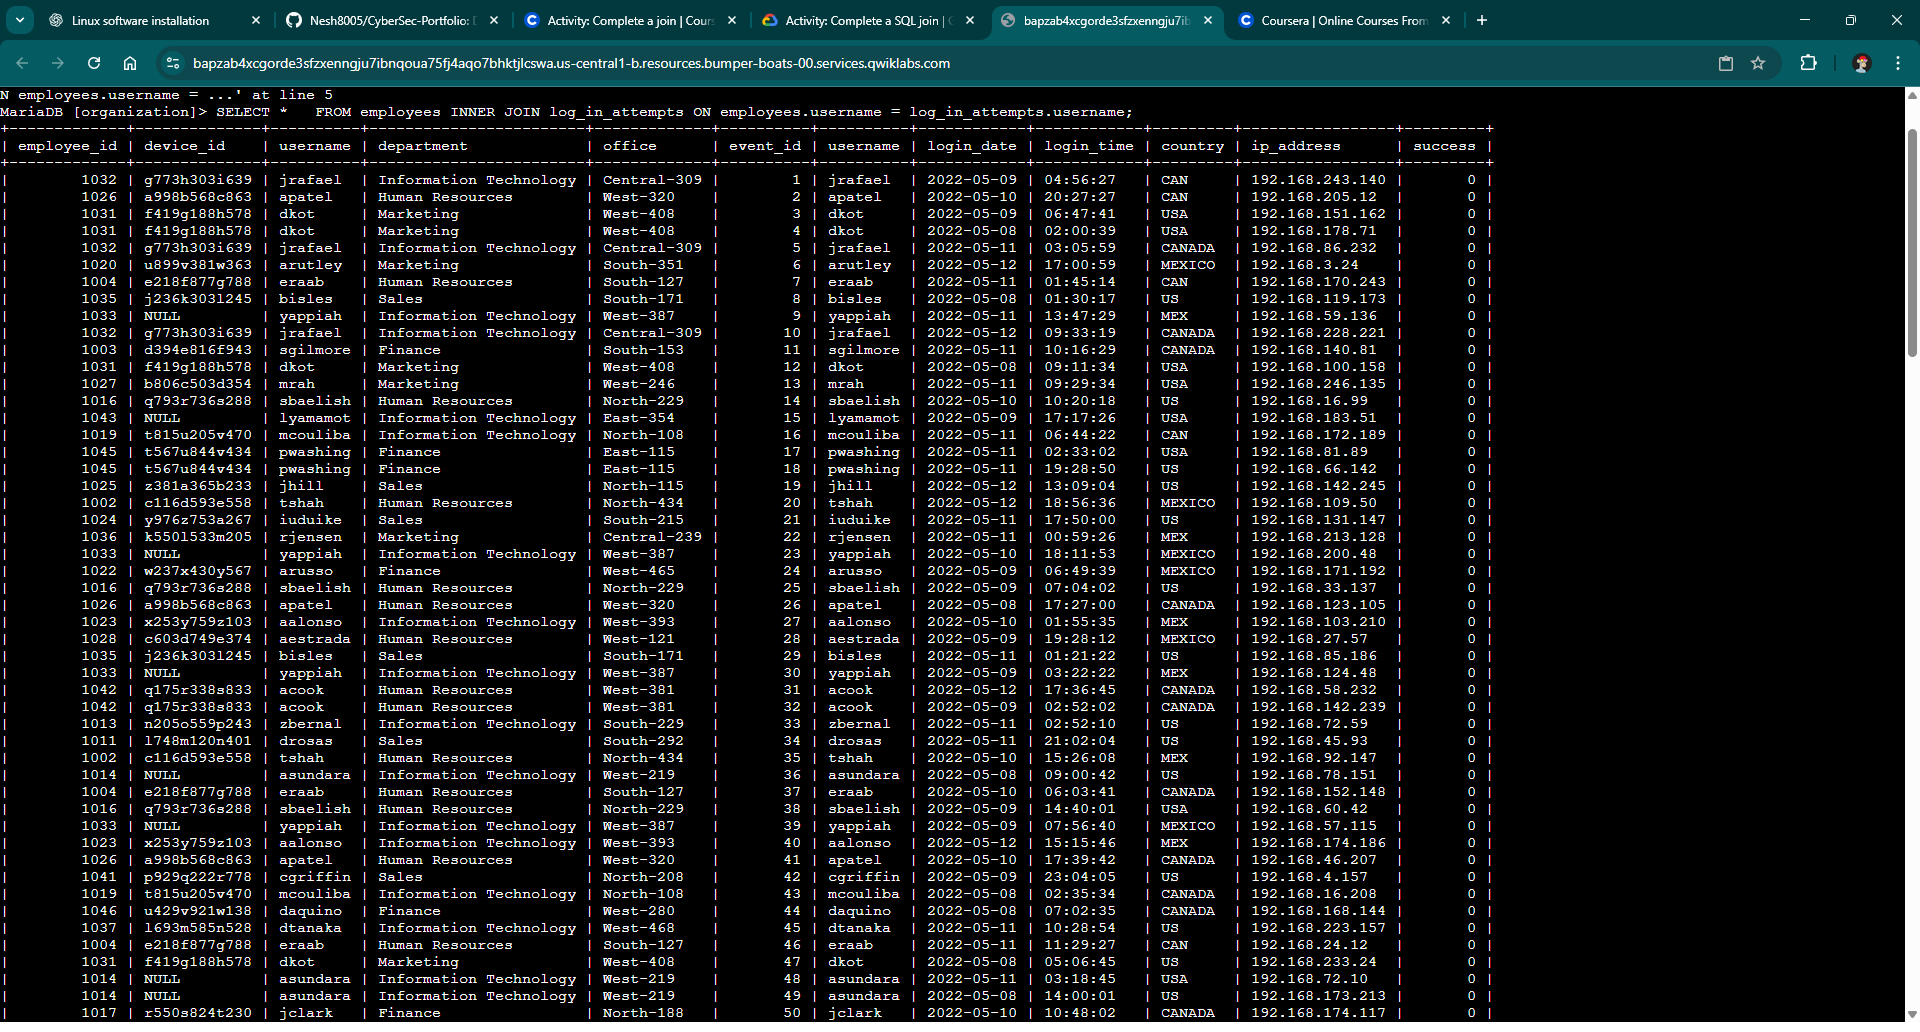 Linux software installation
Nesh8005/CyberSec-Portfolio: D
Activity: Complete a join | Cours
Activity: Complete a SQL join | G
bapzab4xcgorde3sfzxenngju7ib
Coursera | Online Courses From
bapzab4xcgorde3sfzxenngju7ibnqoua75fj4aqo7bhktjlcswa.us-central1-b.resources.bumper-boats-00.services.qwiklabs.com
N employees.username = ...' at line 5
MariaDB [organization]> SELECT *   FROM employees INNER JOIN log_in_attempts ON employees.username = log_in_attempts.username;
| employee_id | device_id    | username | department             | office      | event_id | username | login_date | login_time | country | ip_address      | success |
| 1032 | g773h303i639 | jrafael | Information Technology | Central-309 | 1 | jrafael | 2022-05-09 | 04:56:27 | CAN | 192.168.243.140 | 0 |
| 1026 | a998b568c863 | apatel | Human Resources | West-320 | 2 | apatel | 2022-05-10 | 20:27:27 | CAN | 192.168.205.12 | 0 |
| 1031 | f419g188h578 | dkot | Marketing | West-408 | 3 | dkot | 2022-05-09 | 06:47:41 | USA | 192.168.151.162 | 0 |
| 1031 | f419g188h578 | dkot | Marketing | West-408 | 4 | dkot | 2022-05-08 | 02:00:39 | USA | 192.168.178.71 | 0 |
| 1032 | g773h303i639 | jrafael | Information Technology | Central-309 | 5 | jrafael | 2022-05-11 | 03:05:59 | CANADA | 192.168.86.232 | 0 |
| 1020 | u899v381w363 | arutley | Marketing | South-351 | 6 | arutley | 2022-05-12 | 17:00:59 | MEXICO | 192.168.3.24 | 0 |
| 1004 | e218f877g788 | eraab | Human Resources | South-127 | 7 | eraab | 2022-05-11 | 01:45:14 | CAN | 192.168.170.243 | 0 |
| 1035 | j236k303l245 | bisles | Sales | South-171 | 8 | bisles | 2022-05-08 | 01:30:17 | US | 192.168.119.173 | 0 |
| 1033 | NULL | yappiah | Information Technology | West-387 | 9 | yappiah | 2022-05-11 | 13:47:29 | MEX | 192.168.59.136 | 0 |
| 1032 | g773h303i639 | jrafael | Information Technology | Central-309 | 10 | jrafael | 2022-05-12 | 09:33:19 | CANADA | 192.168.228.221 | 0 |
| 1003 | d394e816f943 | sgilmore | Finance | South-153 | 11 | sgilmore | 2022-05-11 | 10:16:29 | CANADA | 192.168.140.81 | 0 |
| 1031 | f419g188h578 | dkot | Marketing | West-408 | 12 | dkot | 2022-05-08 | 09:11:34 | USA | 192.168.100.158 | 0 |
| 1027 | b806c503d354 | mrah | Marketing | West-246 | 13 | mrah | 2022-05-11 | 09:29:34 | USA | 192.168.246.135 | 0 |
| 1016 | q793r736s288 | sbaelish | Human Resources | North-229 | 14 | sbaelish | 2022-05-10 | 10:20:18 | US | 192.168.16.99 | 0 |
| 1043 | NULL | lyamamot | Information Technology | East-354 | 15 | lyamamot | 2022-05-09 | 17:17:26 | USA | 192.168.183.51 | 0 |
| 1019 | t815u205v470 | mcouliba | Information Technology | North-108 | 16 | mcouliba | 2022-05-11 | 06:44:22 | CAN | 192.168.172.189 | 0 |
| 1045 | t567u844v434 | pwashing | Finance | East-115 | 17 | pwashing | 2022-05-11 | 02:33:02 | USA | 192.168.81.89 | 0 |
| 1045 | t567u844v434 | pwashing | Finance | East-115 | 18 | pwashing | 2022-05-11 | 19:28:50 | US | 192.168.66.142 | 0 |
| 1025 | z381a365b233 | jhill | Sales | North-115 | 19 | jhill | 2022-05-12 | 13:09:04 | US | 192.168.142.245 | 0 |
| 1002 | c116d593e558 | tshah | Human Resources | North-434 | 20 | tshah | 2022-05-12 | 18:56:36 | MEXICO | 192.168.109.50 | 0 |
| 1024 | y976z753a267 | iuduike | Sales | South-215 | 21 | iuduike | 2022-05-11 | 17:50:00 | US | 192.168.131.147 | 0 |
| 1036 | k550l533m205 | rjensen | Marketing | Central-239 | 22 | rjensen | 2022-05-11 | 00:59:26 | MEX | 192.168.213.128 | 0 |
| 1033 | NULL | yappiah | Information Technology | West-387 | 23 | yappiah | 2022-05-10 | 18:11:53 | MEXICO | 192.168.200.48 | 0 |
| 1022 | w237x430y567 | arusso | Finance | West-465 | 24 | arusso | 2022-05-09 | 06:49:39 | MEXICO | 192.168.171.192 | 0 |
| 1016 | q793r736s288 | sbaelish | Human Resources | North-229 | 25 | sbaelish | 2022-05-09 | 07:04:02 | US | 192.168.33.137 | 0 |
| 1026 | a998b568c863 | apatel | Human Resources | West-320 | 26 | apatel | 2022-05-08 | 17:27:00 | CANADA | 192.168.123.105 | 0 |
| 1023 | x253y759z103 | aalonso | Information Technology | West-393 | 27 | aalonso | 2022-05-10 | 01:55:35 | MEX | 192.168.103.210 | 0 |
| 1028 | c603d749e374 | aestrada | Human Resources | West-121 | 28 | aestrada | 2022-05-09 | 19:28:12 | MEXICO | 192.168.27.57 | 0 |
| 1035 | j236k303l245 | bisles | Sales | South-171 | 29 | bisles | 2022-05-11 | 01:21:22 | US | 192.168.85.186 | 0 |
| 1033 | NULL | yappiah | Information Technology | West-387 | 30 | yappiah | 2022-05-09 | 03:22:22 | MEX | 192.168.124.48 | 0 |
| 1042 | q175r338s833 | acook | Human Resources | West-381 | 31 | acook | 2022-05-12 | 17:36:45 | CANADA | 192.168.58.232 | 0 |
| 1042 | q175r338s833 | acook | Human Resources | West-381 | 32 | acook | 2022-05-09 | 02:52:02 | CANADA | 192.168.142.239 | 0 |
| 1013 | n205o559p243 | zbernal | Information Technology | South-229 | 33 | zbernal | 2022-05-11 | 02:52:10 | US | 192.168.72.59 | 0 |
| 1011 | l748m120n401 | drosas | Sales | South-292 | 34 | drosas | 2022-05-11 | 21:02:04 | US | 192.168.45.93 | 0 |
| 1002 | c116d593e558 | tshah | Human Resources | North-434 | 35 | tshah | 2022-05-10 | 15:26:08 | MEX | 192.168.92.147 | 0 |
| 1014 | NULL | asundara | Information Technology | West-219 | 36 | asundara | 2022-05-08 | 09:00:42 | US | 192.168.78.151 | 0 |
| 1004 | e218f877g788 | eraab | Human Resources | South-127 | 37 | eraab | 2022-05-10 | 06:03:41 | CANADA | 192.168.152.148 | 0 |
| 1016 | q793r736s288 | sbaelish | Human Resources | North-229 | 38 | sbaelish | 2022-05-09 | 14:40:01 | USA | 192.168.60.42 | 0 |
| 1033 | NULL | yappiah | Information Technology | West-387 | 39 | yappiah | 2022-05-09 | 07:56:40 | MEXICO | 192.168.57.115 | 0 |
| 1023 | x253y759z103 | aalonso | Information Technology | West-393 | 40 | aalonso | 2022-05-12 | 15:15:46 | MEX | 192.168.174.186 | 0 |
| 1026 | a998b568c863 | apatel | Human Resources | West-320 | 41 | apatel | 2022-05-10 | 17:39:42 | CANADA | 192.168.46.207 | 0 |
| 1041 | p929q222r778 | cgriffin | Sales | North-208 | 42 | cgriffin | 2022-05-09 | 23:04:05 | US | 192.168.4.157 | 0 |
| 1019 | t815u205v470 | mcouliba | Information Technology | North-108 | 43 | mcouliba | 2022-05-08 | 02:35:34 | CANADA | 192.168.16.208 | 0 |
| 1046 | u429v921w138 | daquino | Finance | West-280 | 44 | daquino | 2022-05-08 | 07:02:35 | CANADA | 192.168.168.144 | 0 |
| 1037 | l693m585n528 | dtanaka | Information Technology | West-468 | 45 | dtanaka | 2022-05-11 | 10:28:54 | US | 192.168.223.157 | 0 |
| 1004 | e218f877g788 | eraab | Human Resources | South-127 | 46 | eraab | 2022-05-11 | 11:29:27 | CAN | 192.168.24.12 | 0 |
| 1031 | f419g188h578 | dkot | Marketing | West-408 | 47 | dkot | 2022-05-08 | 05:06:45 | US | 192.168.233.24 | 0 |
| 1014 | NULL | asundara | Information Technology | West-219 | 48 | asundara | 2022-05-11 | 03:18:45 | USA | 192.168.72.10 | 0 |
| 1014 | NULL | asundara | Information Technology | West-219 | 49 | asundara | 2022-05-08 | 14:00:01 | US | 192.168.173.213 | 0 |
| 1017 | r550s824t230 | jclark | Finance | North-188 | 50 | jclark | 2022-05-10 | 10:48:02 | CANADA | 192.168.174.117 | 0 |